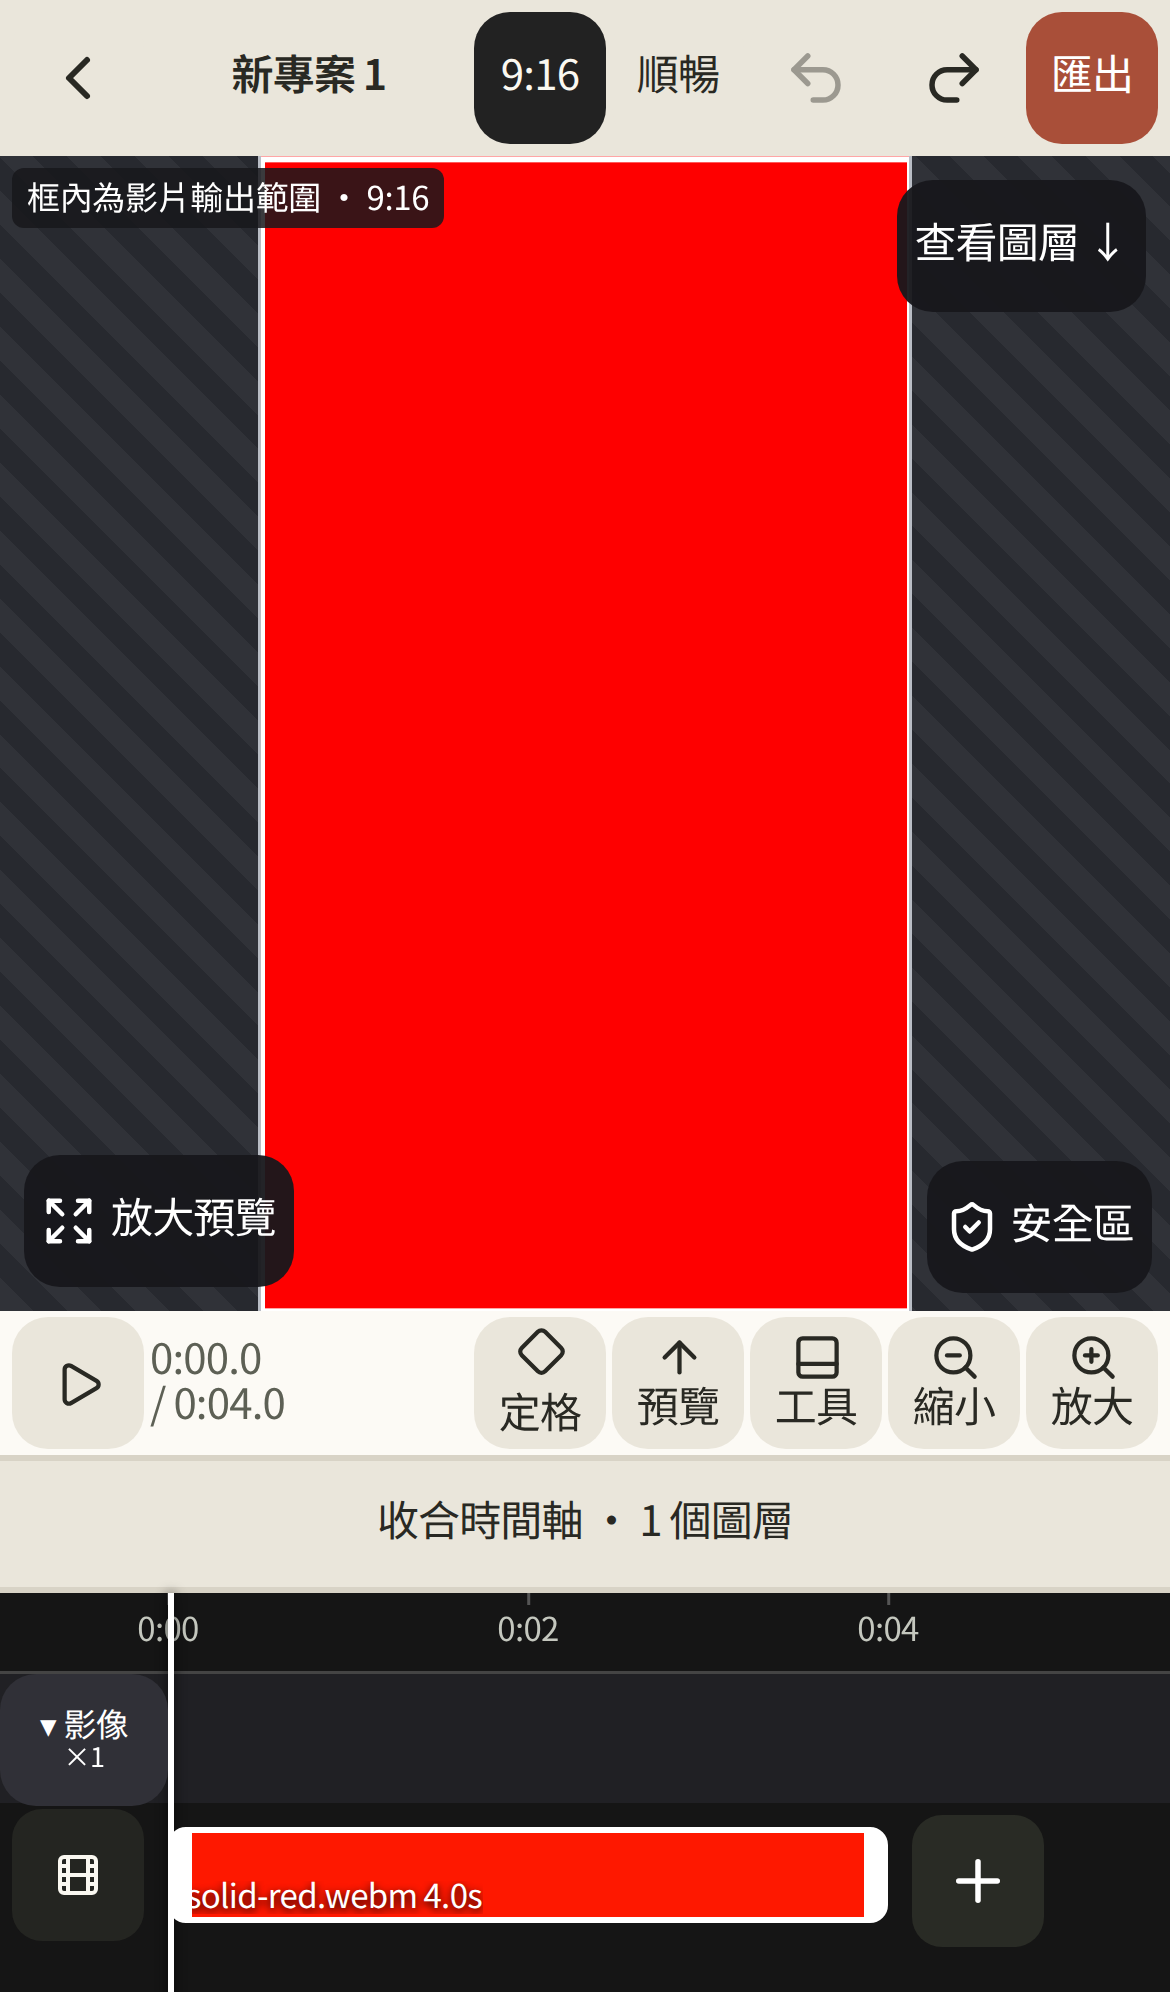 新專案 1
9:16
順暢
匯出
框內為影片輸出範圍 · 9:16
查看圖層 ↓
放大預覽
安全區
0:00.0
/ 0:04.0
定格
預覽
工具
縮小
放大
收合時間軸 · 1 個圖層
0:00
0:02
0:04
▾ 影像
×1
solid-red.webm 4.0s